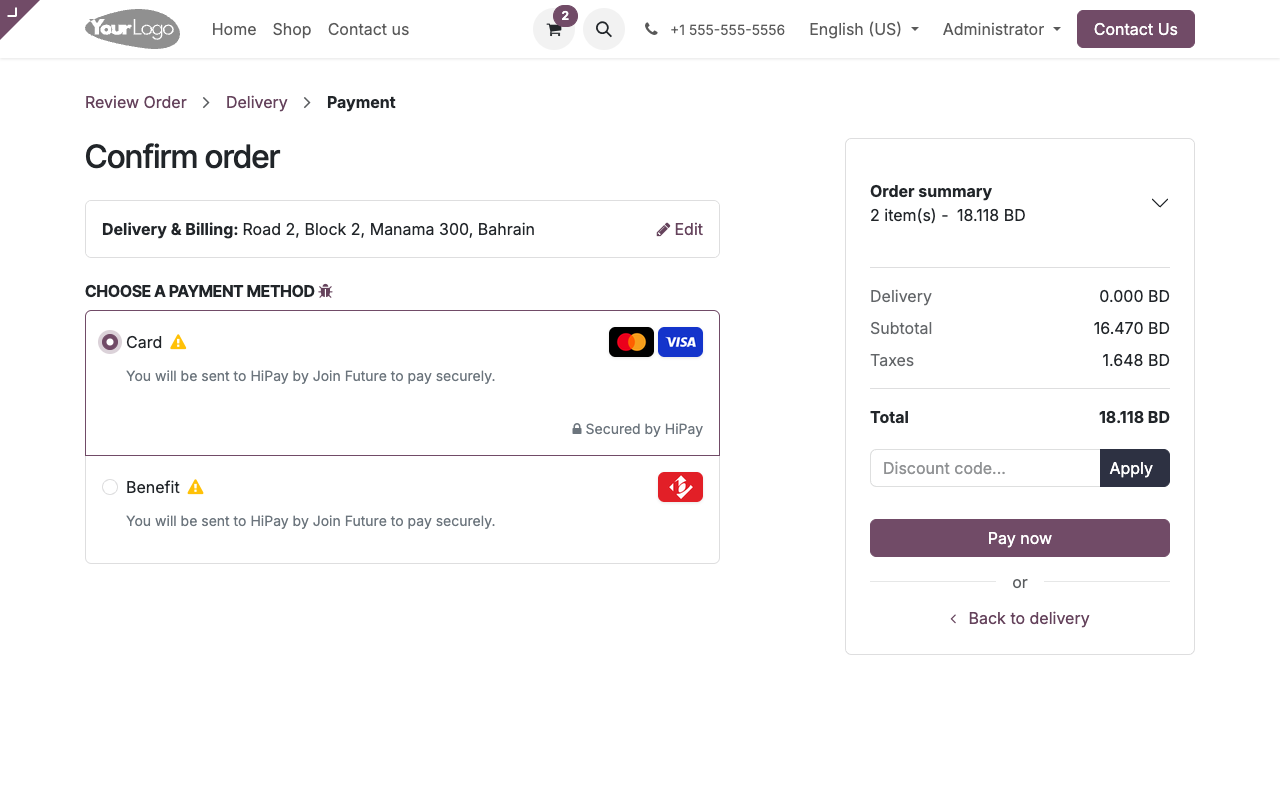 YourLogo
Home
Shop
Contact us
2
+1 555-555-5556
English (US)
Administrator
Contact Us
Review Order > Delivery > Payment
Confirm order
Delivery & Billing: Road 2, Block 2, Manama 300, Bahrain
Edit
CHOOSE A PAYMENT METHOD
Card
VISA
You will be sent to HiPay by Join Future to pay securely.
Secured by HiPay
Benefit
You will be sent to HiPay by Join Future to pay securely.
Order summary
2 item(s) - 18.118 BD
Delivery 0.000 BD
Subtotal 16.470 BD
Taxes 1.648 BD
Total 18.118 BD
Discount code...
Apply
Pay now
or
Back to delivery